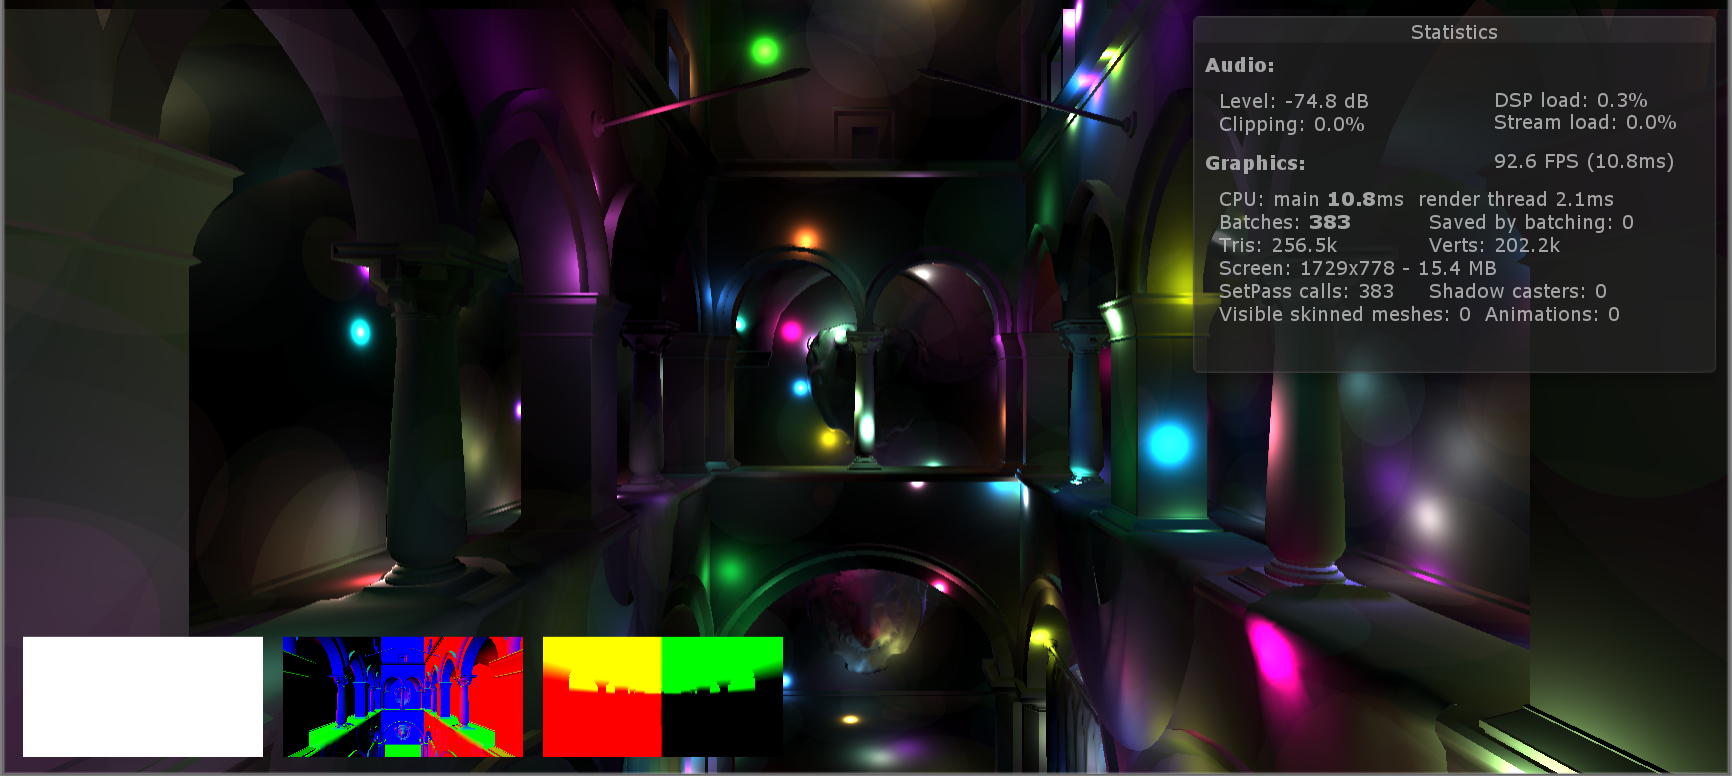 Statistics
Audio:
Level: -74.8 dB DSP load: 0.3%
Clipping: 0.0% Stream load: 0.0%
Graphics: 92.6 FPS (10.8ms)
CPU: main 10.8ms render thread 2.1ms
Batches: 383 Saved by batching: 0
Tris: 256.5k Verts: 202.2k
Screen: 1729x778 - 15.4 MB
SetPass calls: 383 Shadow casters: 0
Visible skinned meshes: 0 Animations: 0